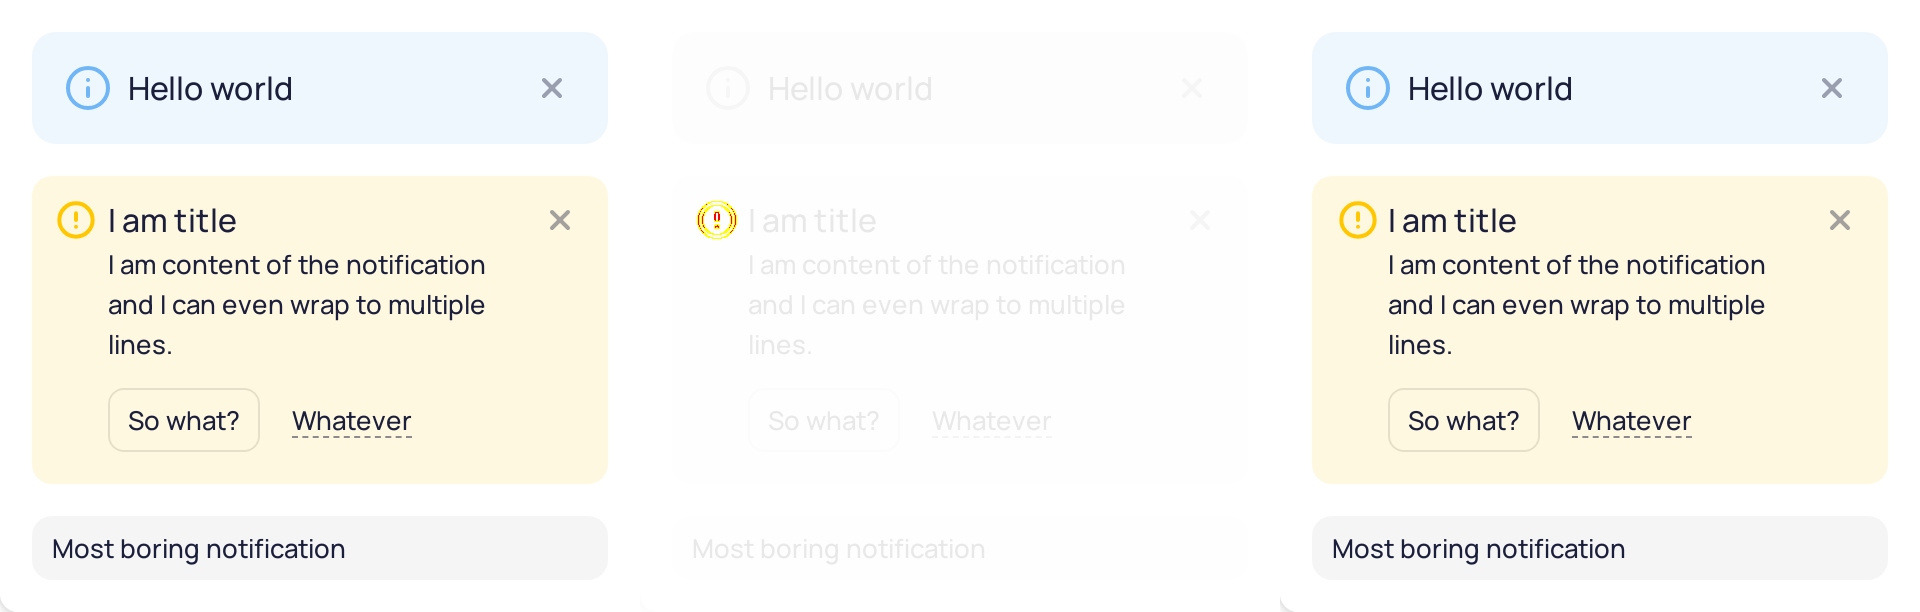 Hello world
I am title
I am content of the notification
and I can even wrap to multiple
lines.
So what? Whatever
Most boring notification
Hello world
I am title
I am content of the notification
and I can even wrap to multiple
lines.
So what? Whatever
Most boring notification
Hello world
I am title
I am content of the notification
and I can even wrap to multiple
lines.
So what? Whatever
Most boring notification